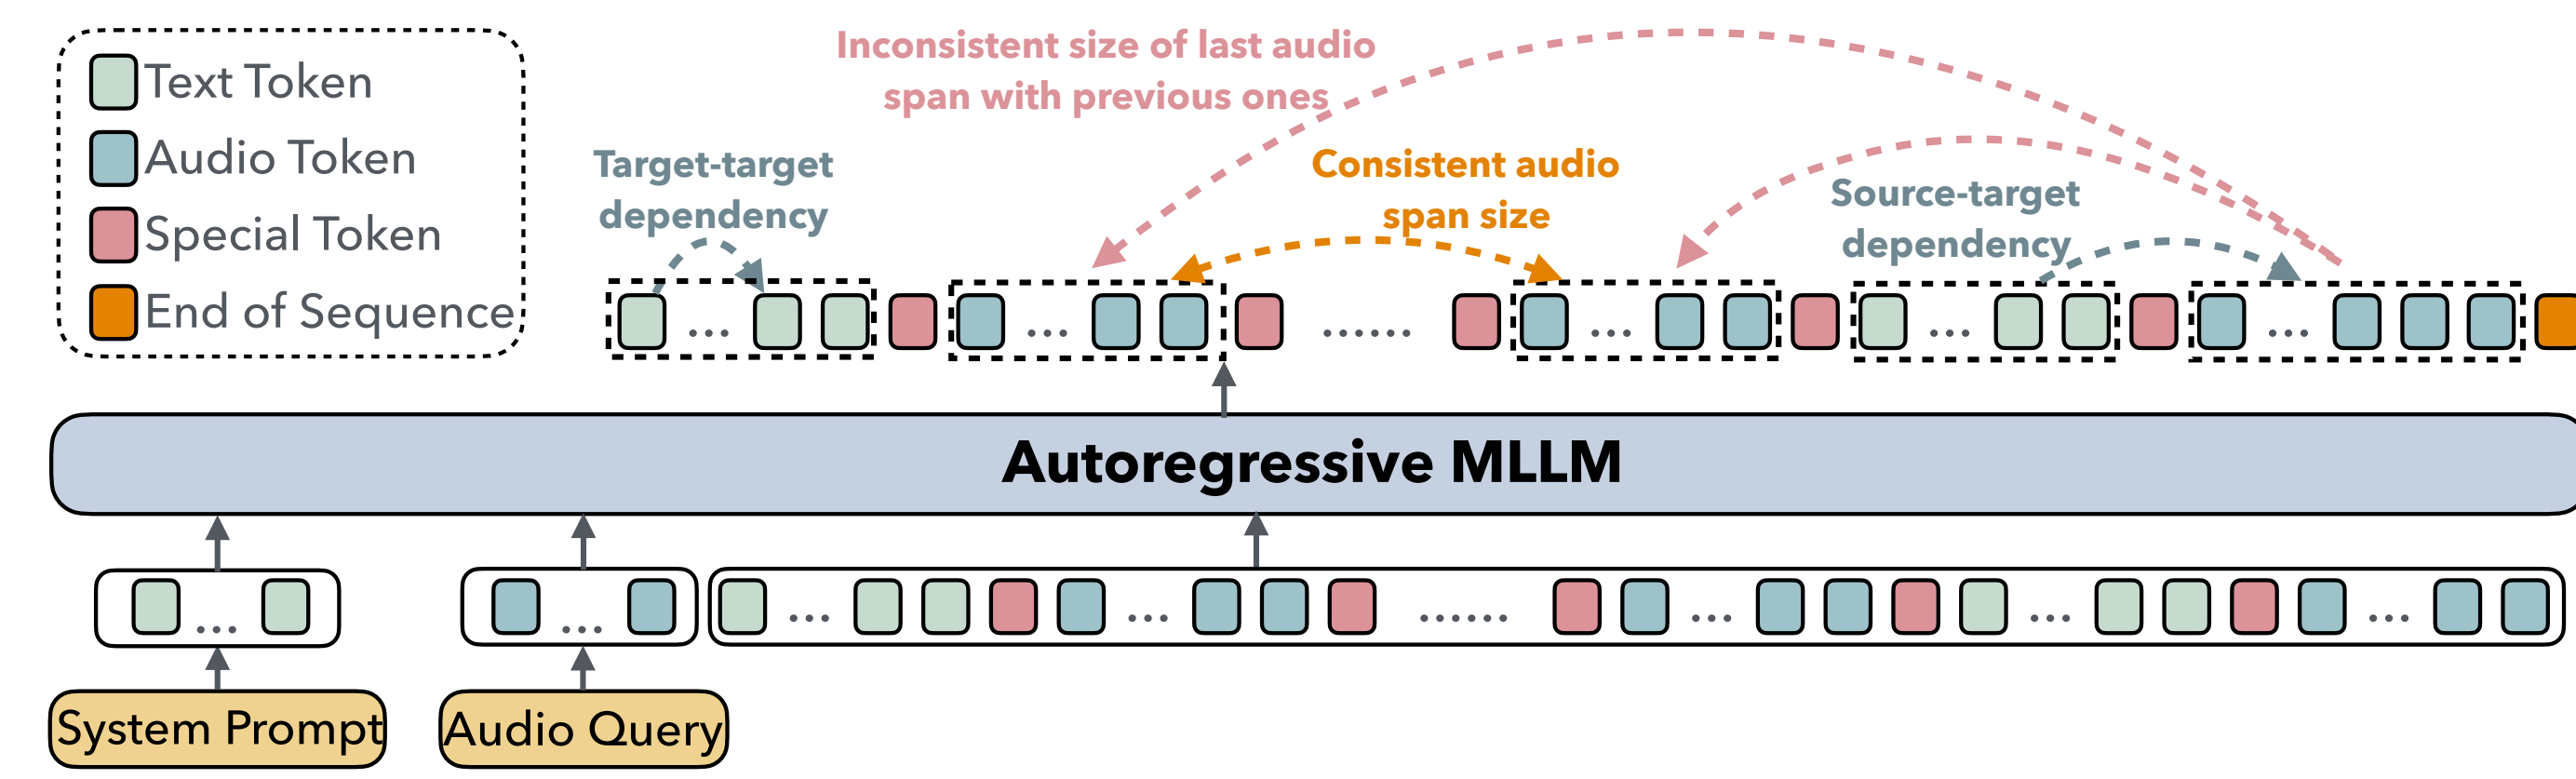 Text Token
Audio Token
Special Token
End of Sequence
Inconsistent size of last audio
span with previous ones
Target-target
dependency
Consistent audio
span size
Source-target
dependency
Autoregressive MLLM
System Prompt
Audio Query